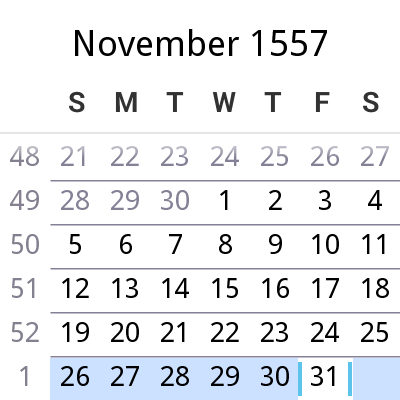 November 1557
S M T W T F S
48 21 22 23 24 25 26 27
49 28 29 30 1 2 3 4
50 5 6 7 8 9 10 11
51 12 13 14 15 16 17 18
52 19 20 21 22 23 24 25
1 26 27 28 29 30 31